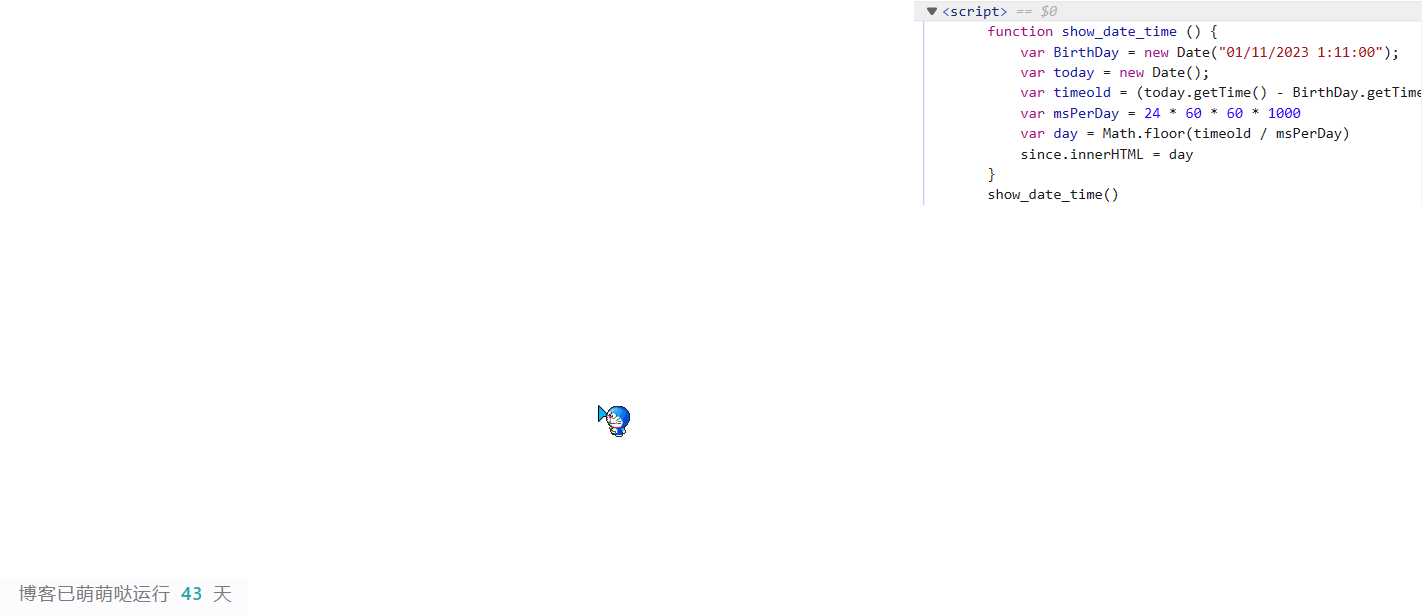 <script> == $0
function show_date_time () {
var BirthDay = new Date("01/11/2023 1:11:00");
var today = new Date();
var timeold = (today.getTime() - BirthDay.getTime
var msPerDay = 24 * 60 * 60 * 1000
var day = Math.floor(timeold / msPerDay)
since.innerHTML = day
}
show_date_time()
博客已萌萌哒运行 43 天